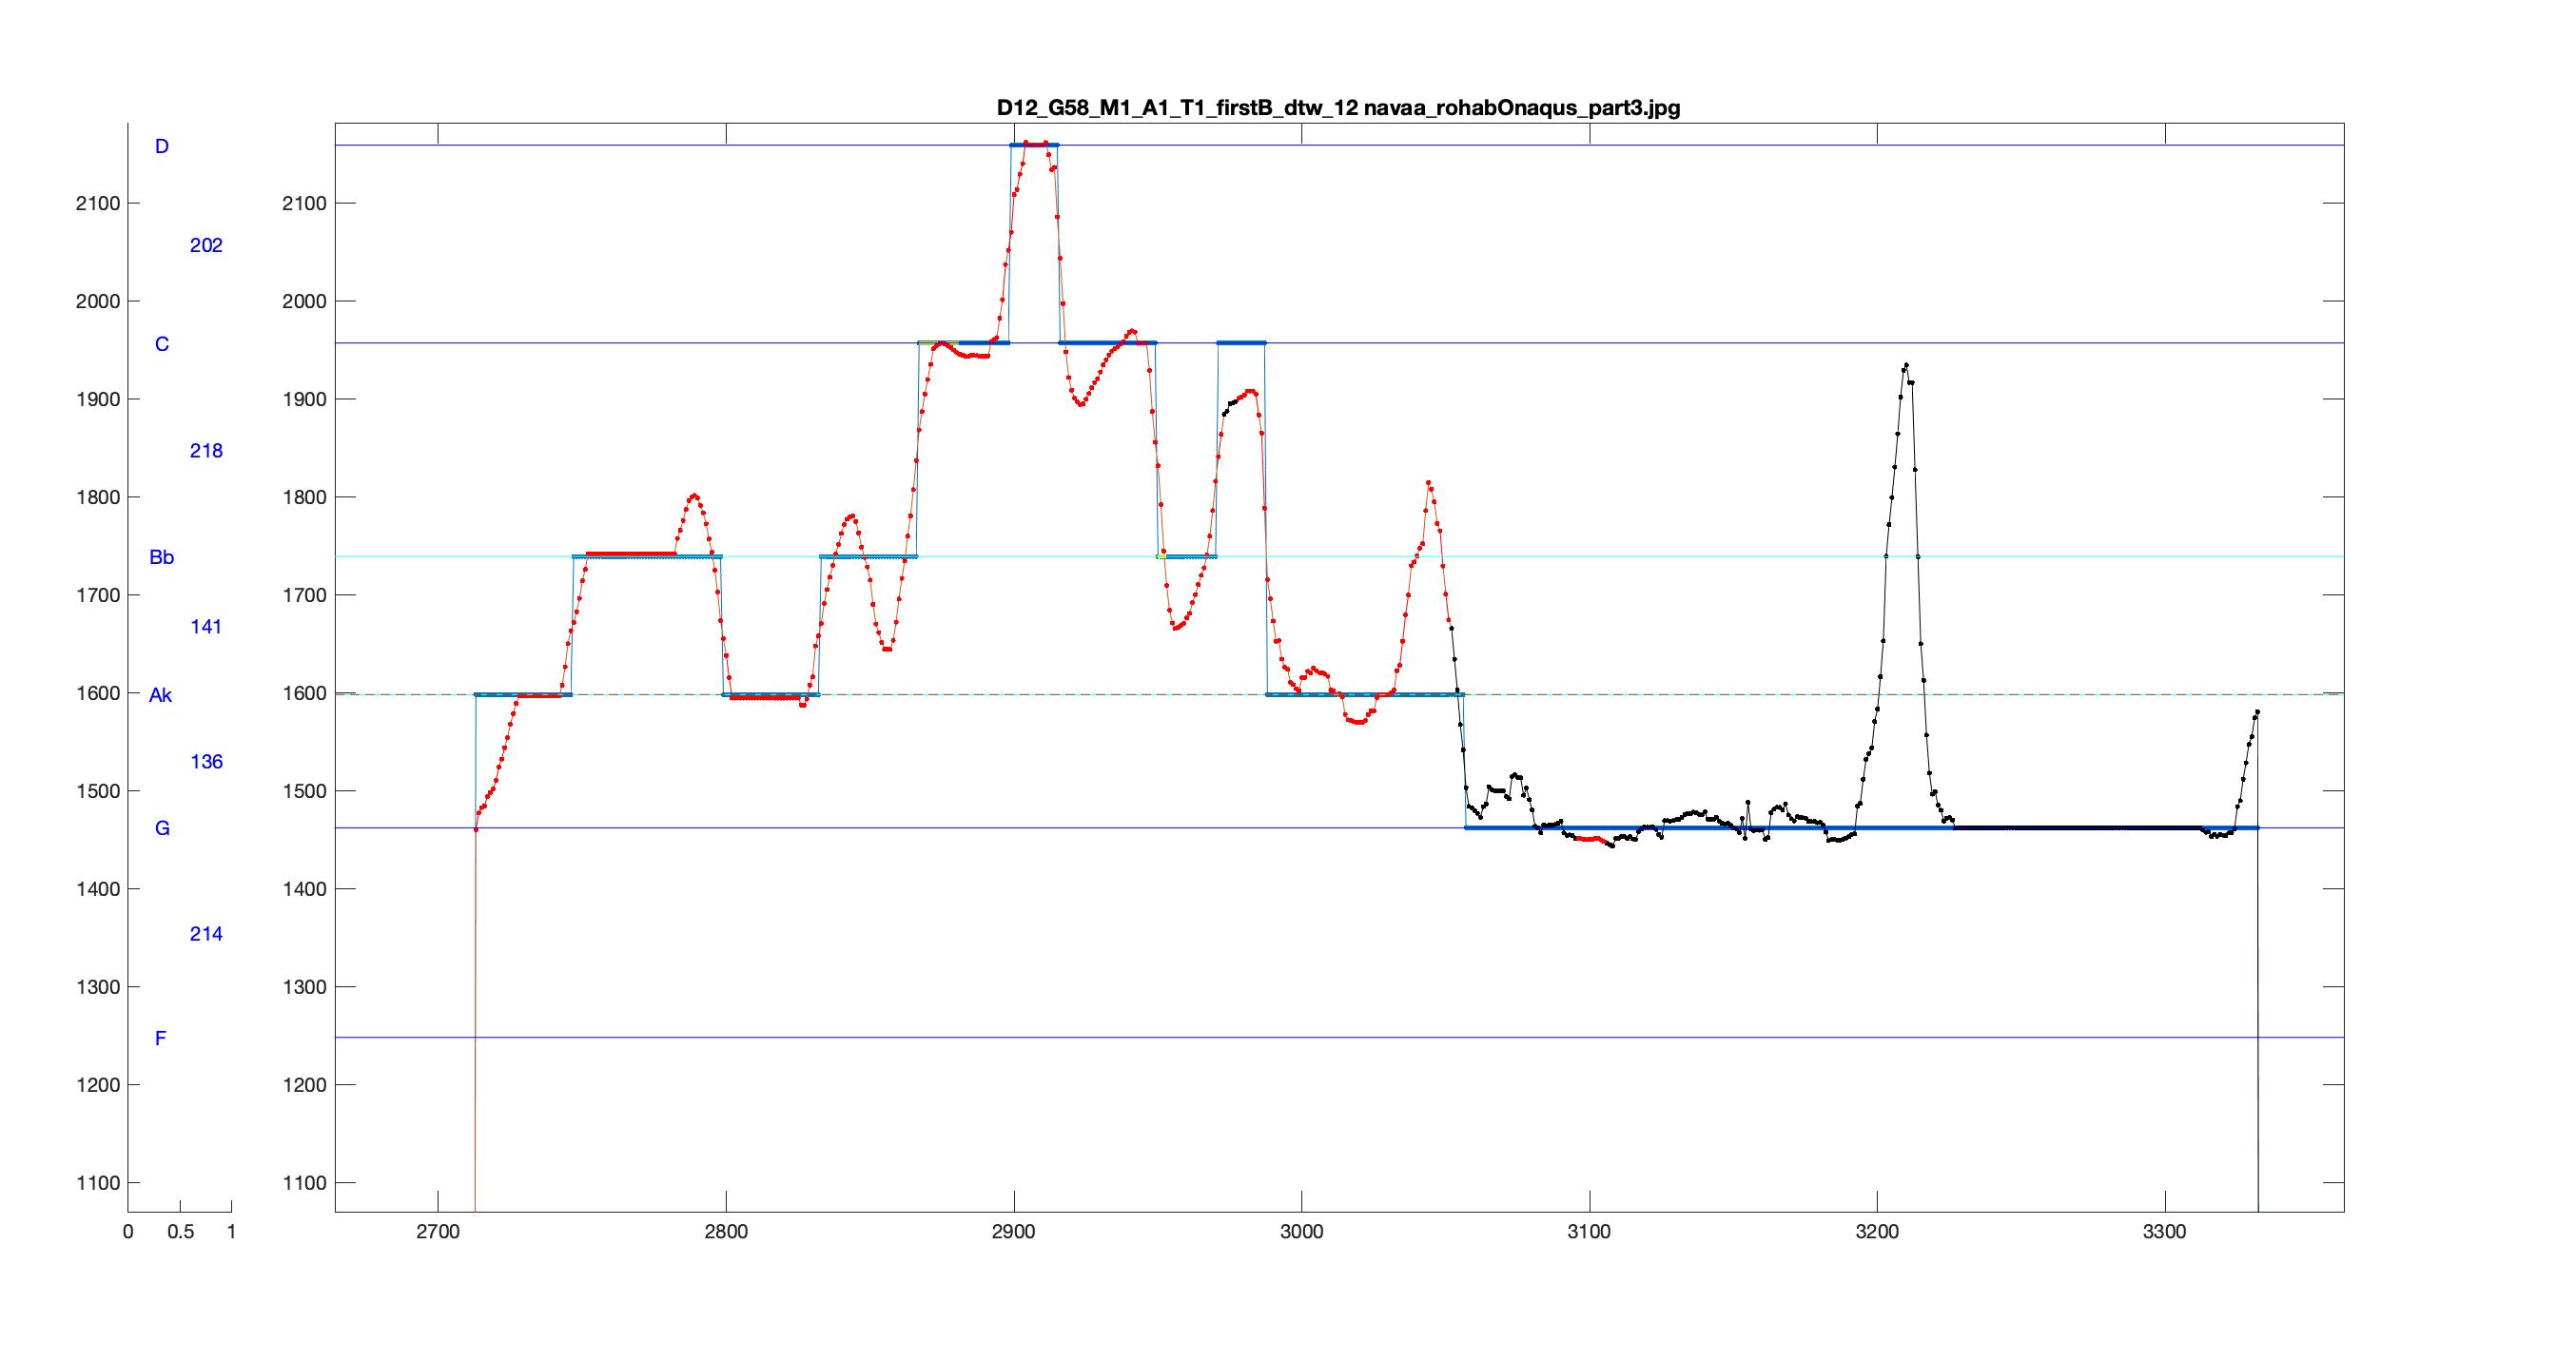 D12_G58_M1_A1_T1_firstB_dtw_12 navaa_rohabOnaqus_part3.jpg
D
2100 2100
202
2000 2000
C
1900 1900
218
1800 1800
Bb
1700 1700
141
1600 Ak 1600
136
1500 1500
G
1400 1400
214
1300 1300
F
1200 1200
1100 1100
0 0.5 1 2700 2800 2900 3000 3100 3200 3300